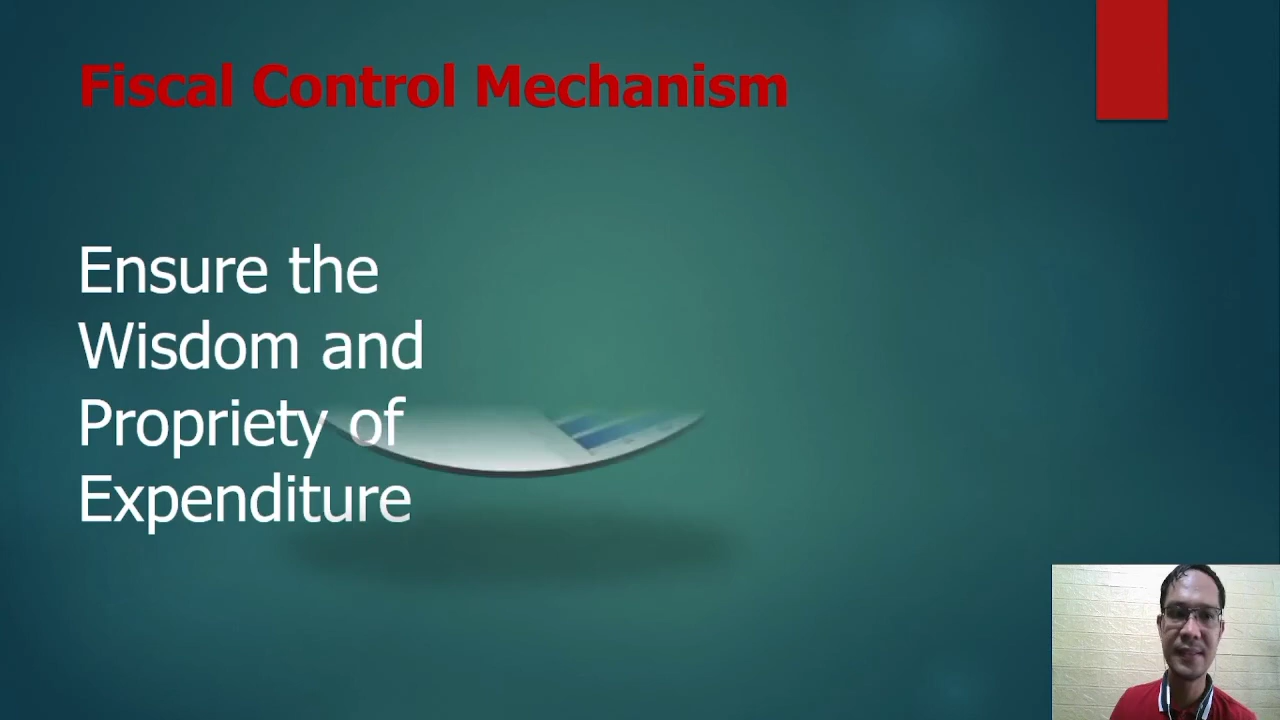 Fiscal Control Mechanism
Ensure the
Wisdom and
Propriety of
Expenditure